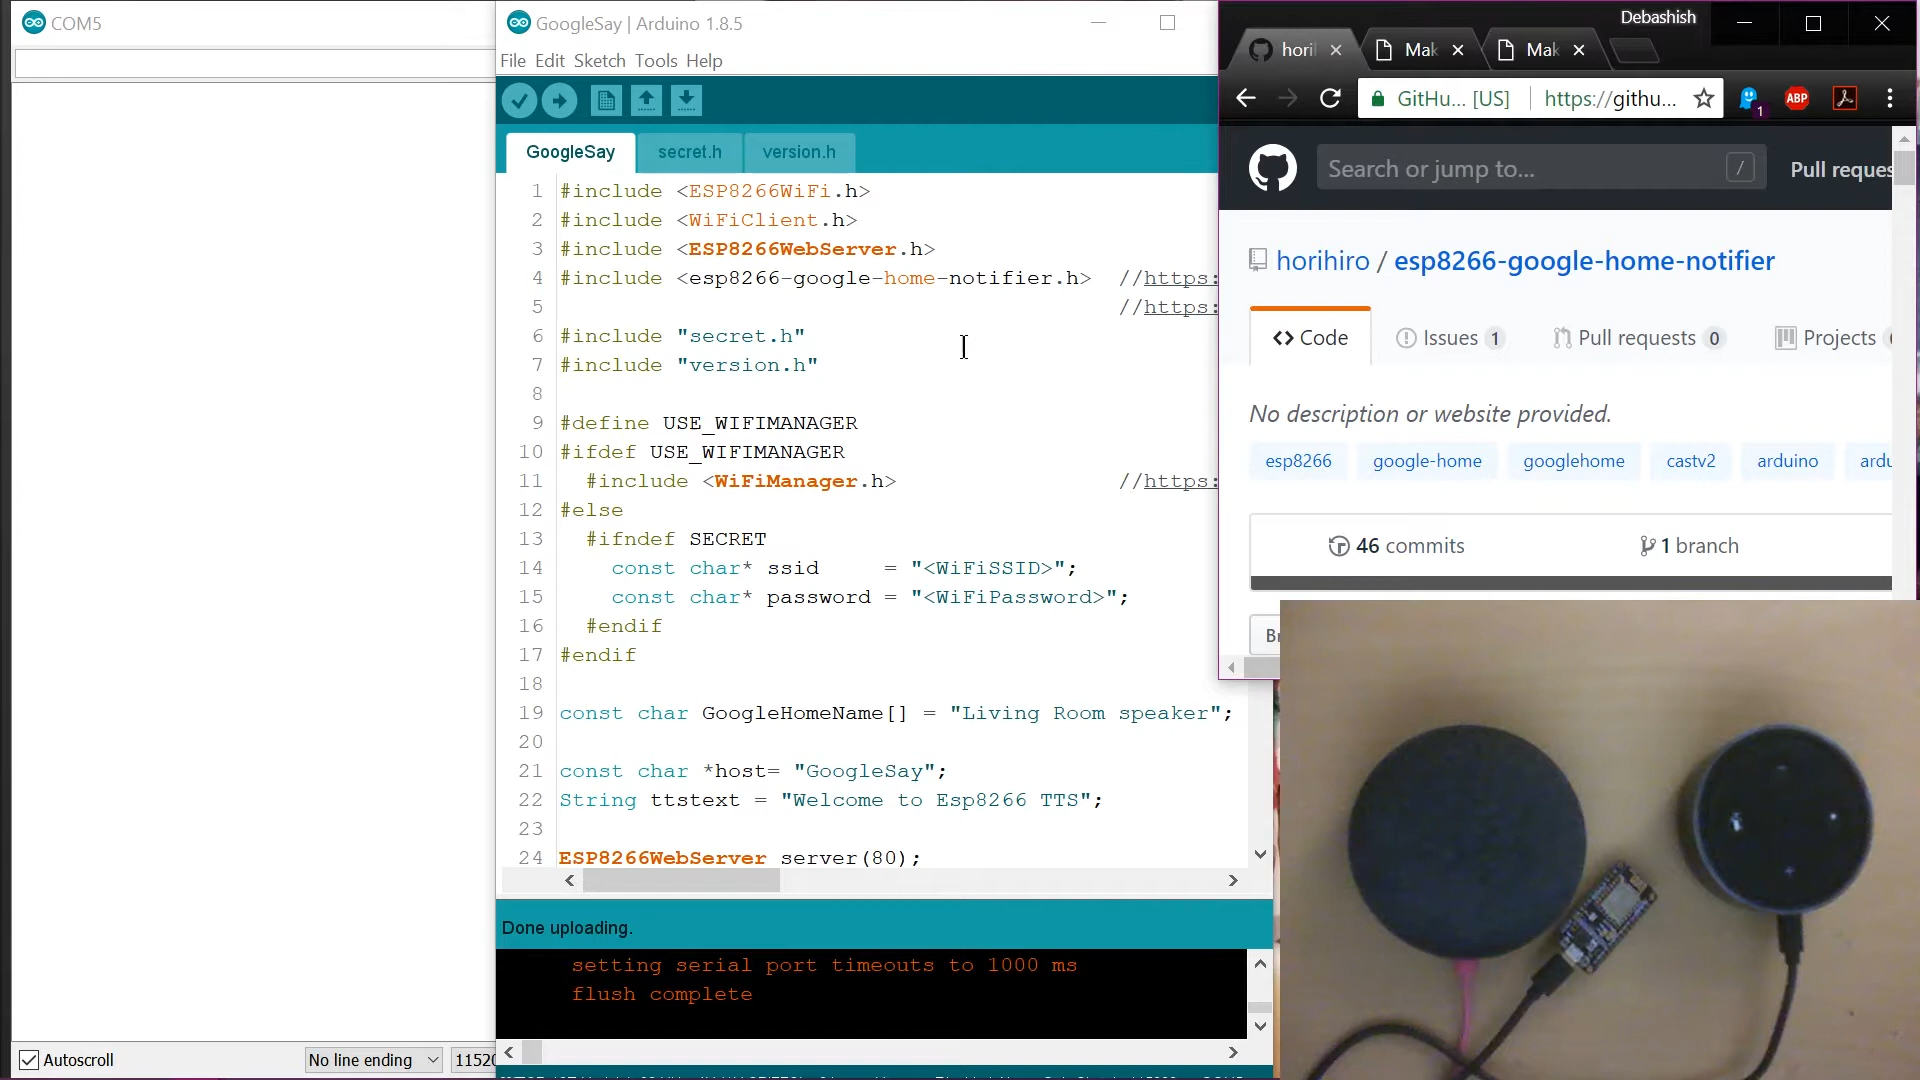 COM5
GoogleSay | Arduino 1.8.5
Debashish
File Edit Sketch Tools Help
hori
Mak
Mak
GitHu... [US]
https://githu...
1
ABP
GoogleSay
secret.h
version.h
Search or jump to...
/
Pull reques
horihiro / esp8266-google-home-notifier
<> Code
Issues 1
Pull requests 0
Projects
No description or website provided.
esp8266
google-home
googlehome
castv2
arduino
ardu
46 commits
1 branch
1 #include <ESP8266WiFi.h>
2 #include <WiFiClient.h>
3 #include <ESP8266WebServer.h>
4 #include <esp8266-google-home-notifier.h> //https:
5 //https:
6 #include "secret.h"
7 #include "version.h"
8
9 #define USE_WIFIMANAGER
10 #ifdef USE_WIFIMANAGER
11 #include <WiFiManager.h> //https:
12 #else
13 #ifndef SECRET
14 const char* ssid = "<WiFiSSID>";
15 const char* password = "<WiFiPassword>";
16 #endif
17 #endif
18
19 const char GoogleHomeName[] = "Living Room speaker";
20
21 const char *host= "GoogleSay";
22 String ttstext = "Welcome to Esp8266 TTS";
23
24 ESP8266WebServer server(80);
Done uploading.
setting serial port timeouts to 1000 ms
flush complete
Autoscroll
No line ending
11520